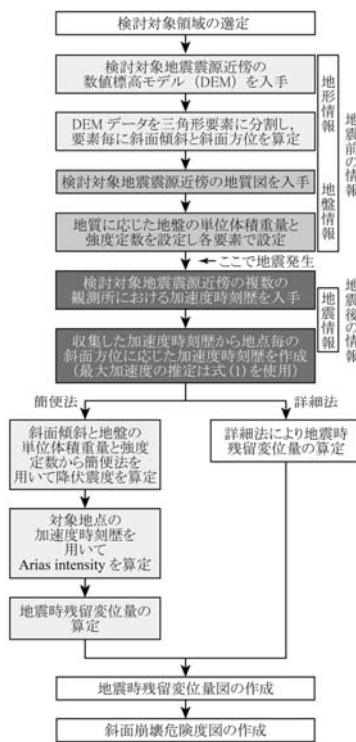 検討対象領域の選定
検討対象地震震源近傍の
数値標高モデル（DEM）を入手
DEMデータを三角形要素に分割し，
要素毎に斜面傾斜と斜面方位を算定
検討対象地震震源近傍の地質図を入手
地質に応じた地盤の単位体積重量と
強度定数を設定し各要素で設定
地形情報
地盤情報
地震前の情報
ここで地震発生
検討対象地震震源近傍の複数の
観測所における加速度時刻歴を入手
収集した加速度時刻歴から地点毎の
斜面方位に応じた加速度時刻歴を作成
（最大加速度の推定は式(1)を使用）
地震情報
地震後の情報
簡便法
詳細法
斜面傾斜と地盤の
単位体積重量と強度
定数から簡便法を
用いて降伏震度を算定
詳細法により地震時
残留変位量の算定
対象地点の
加速度時刻歴を
用いて
Arias intensityを算定
地震時残留変位量の
算定
地震時残留変位量図の作成
斜面崩壊危険度図の作成